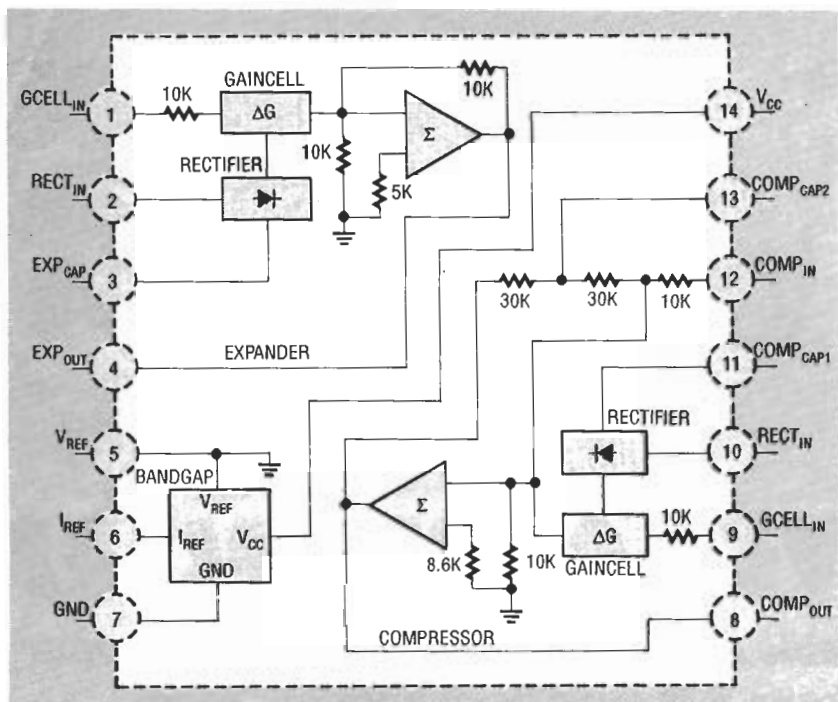 GCELLIN
1
10K
GAINCELL
ΔG
10K
Σ
10K
5K
14
VCC
RECTIFIER
RECTIN
2
13
COMPCAP2
EXPCAP
3
30K
30K
10K
12
COMPIN
EXPOUT
4
EXPANDER
11
COMPCAP1
RECTIFIER
VREF
5
BANDGAP
VREF
IREF
VCC
GND
10
RECTIN
IREF
6
Σ
8.6K
10K
ΔG
GAINCELL
10K
9
GCELLIN
GND
7
COMPRESSOR
8
COMPOUT